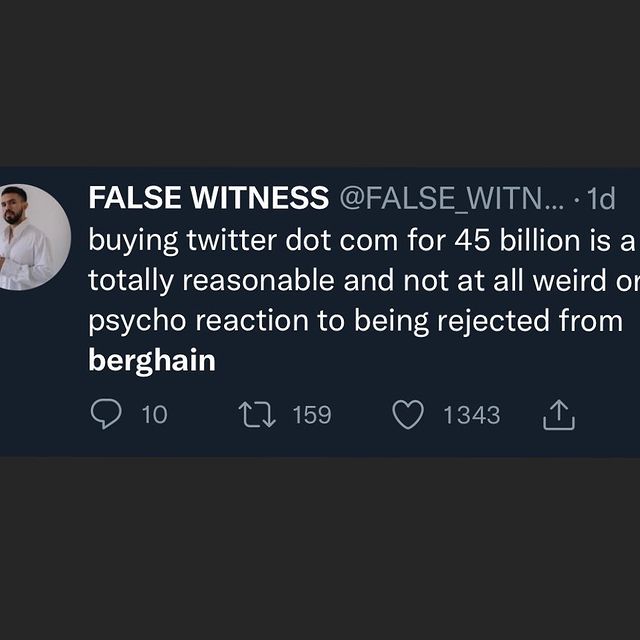 FALSE WITNESS @FALSE_WITN... · 1d
buying twitter dot com for 45 billion is a
totally reasonable and not at all weird or
psycho reaction to being rejected from
berghain
10 159 1343